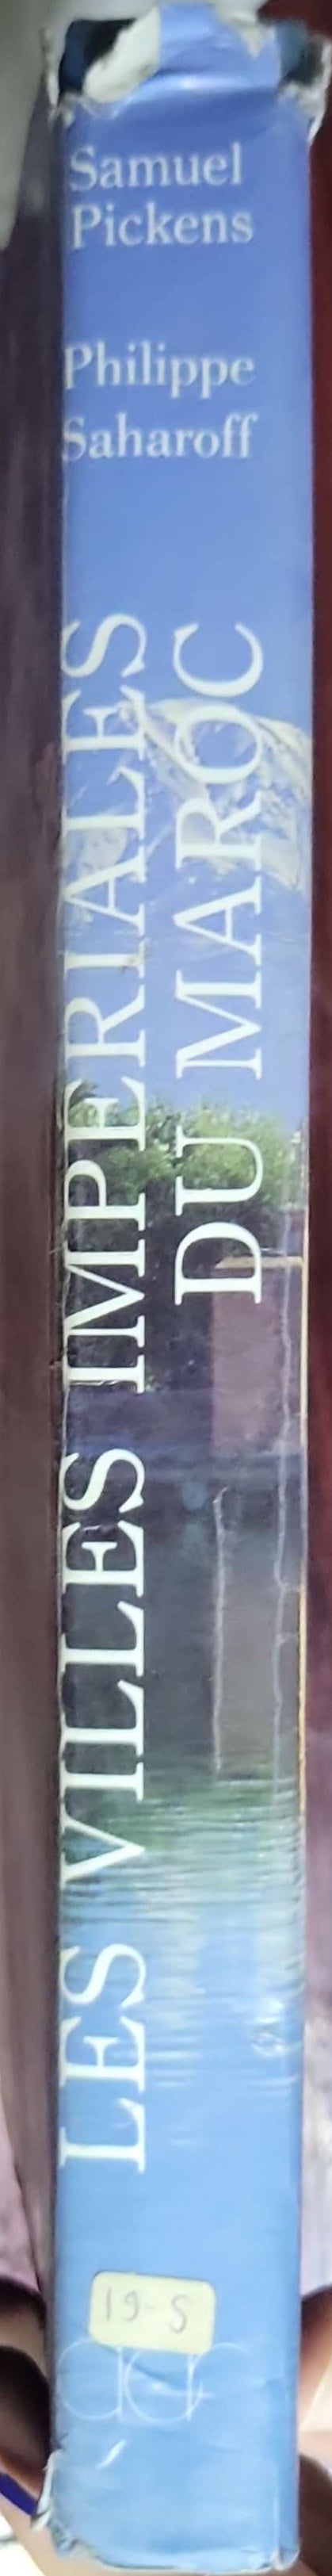 Samuel
Pickens
Philippe
Saharoff
LES VILLES IMPÉRIALES
DU MAROC
19-S